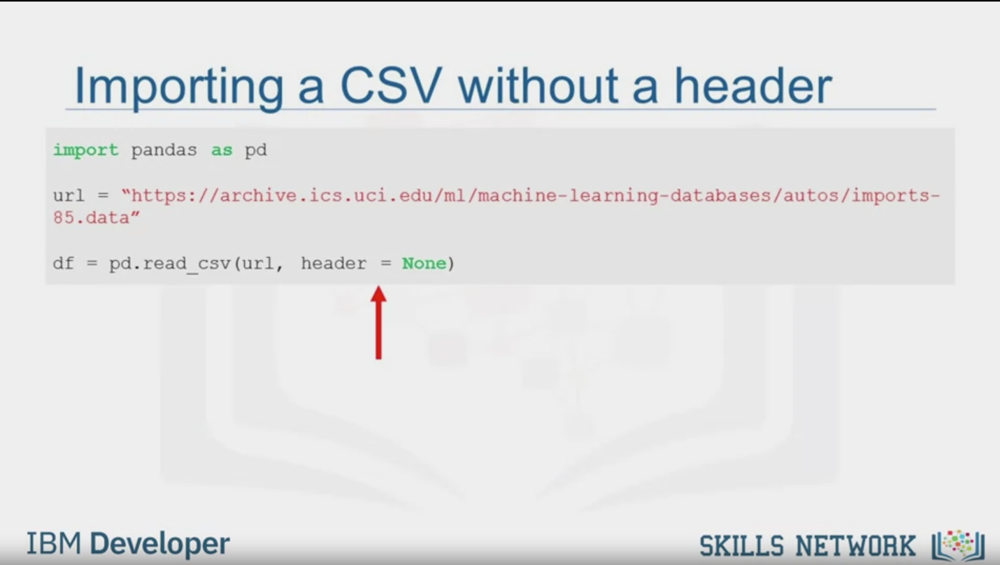 Importing a CSV without a header
import pandas as pd
url = “https://archive.ics.uci.edu/ml/machine-learning-databases/autos/imports-
85.data”
df = pd.read_csv(url, header = None)
IBM Developer
SKILLS NETWORK